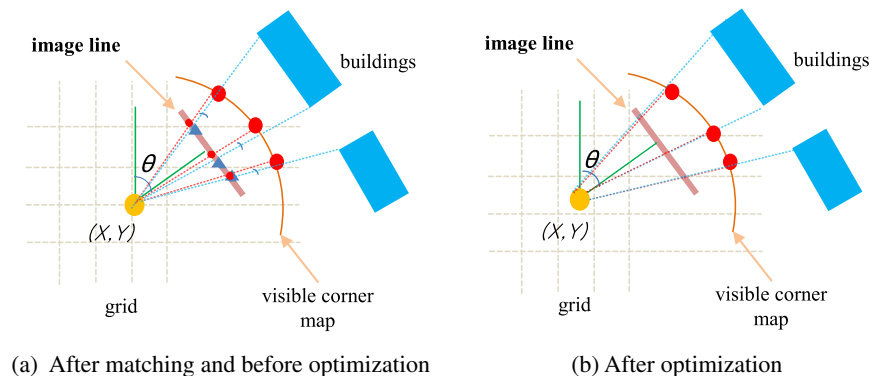 image line
buildings
θ
(X, Y)
grid
visible corner
map
(a) After matching and before optimization
image line
buildings
θ
(X, Y)
grid
visible corner
map
(b) After optimization